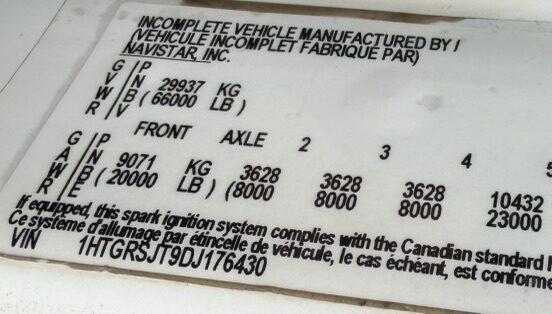 INCOMPLETE VEHICLE MANUFACTURED BY /
(VEHICULE INCOMPLET FABRIQUE PAR)
NAVISTAR, INC.
G / P
V / N 29937 KG
W / B ( 66000 LB )
R / V
FRONT AXLE 2 3 4 5
G / P
A / N 9071 KG 3628 3628 3628 10432
W / B ( 20000 LB ) (8000 8000 8000 23000
R / E
If equipped, this spark ignition system complies with the Canadian standard
Ce système d'allumage par étincelle de véhicule, le cas échéant, est conforme
VIN 1HTGRSJT9DJ176430